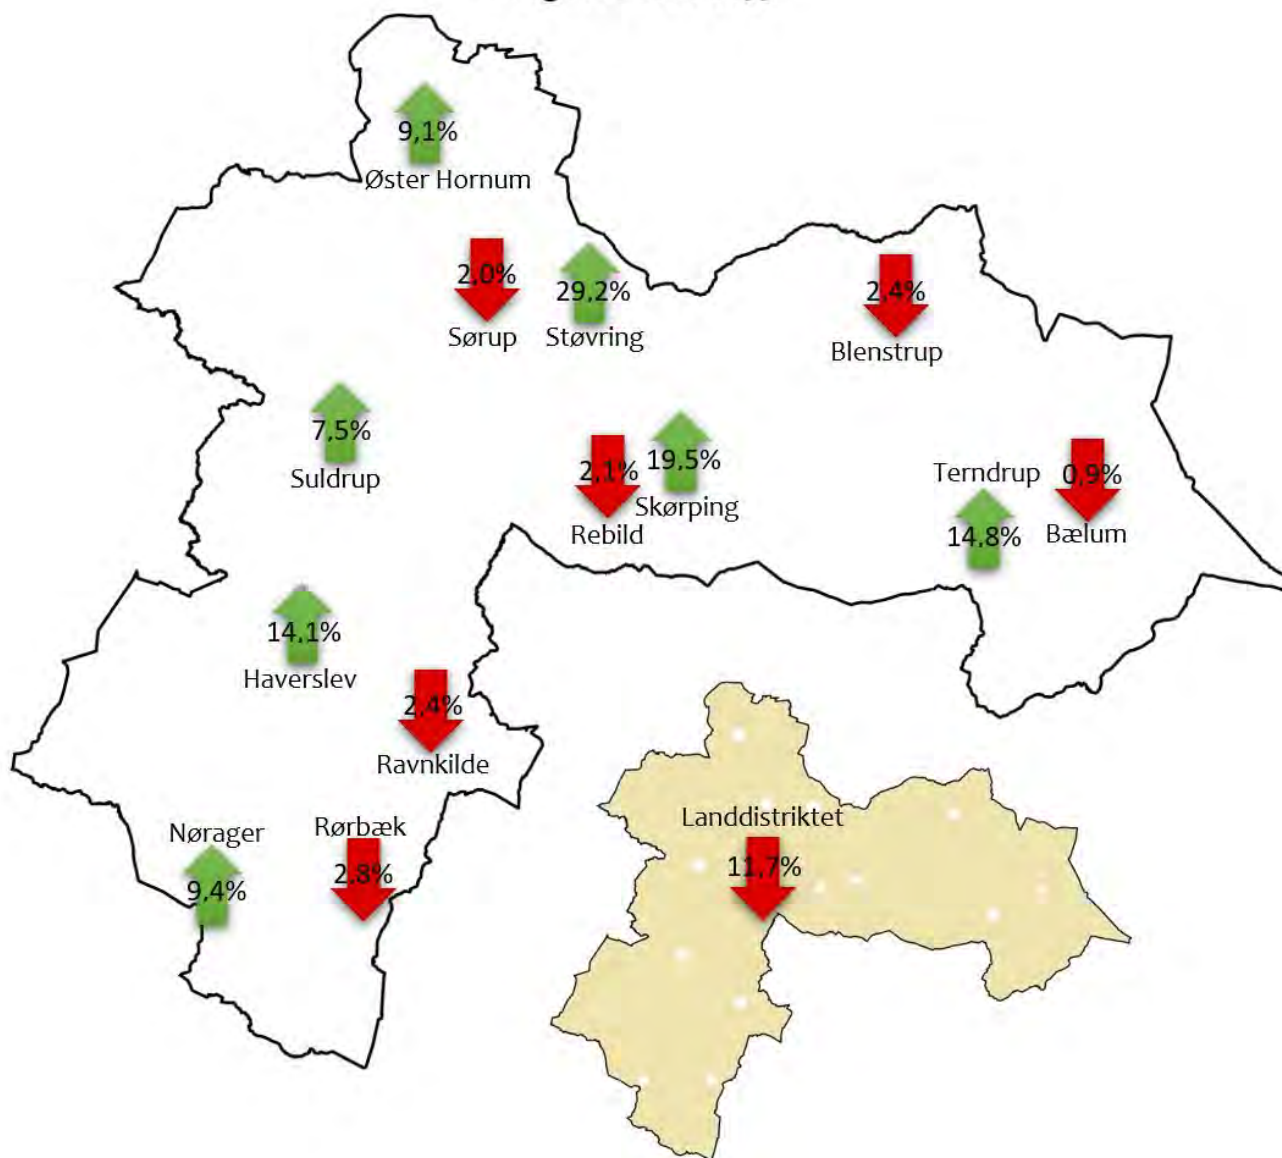 9,1%
Øster Hornum
2,0%
Sørup
29,2%
Støvring
2,4%
Blenstrup
7,5%
Suldrup
2,1%
Rebild
19,5%
Skørping
Terndrup
14,8%
0,9%
Bælum
14,1%
Haverslev
2,4%
Ravnkilde
Nørager
9,4%
Rørbæk
2,8%
Landdistriktet
11,7%